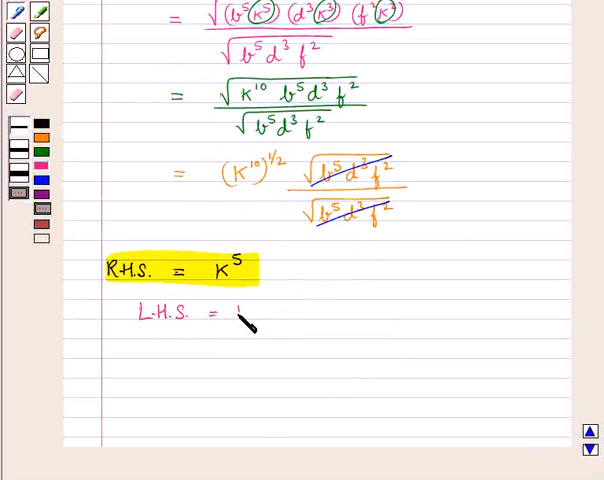 = √(b⁵k⁵) (d³k³) (f²k²)
√b⁵d³f²
= √k¹⁰ b⁵d³f²
√b⁵d³f²
= (k¹⁰)^1/2 √b⁵d³f²
√b⁵d³f²
R.H.S. = k⁵
L.H.S. =